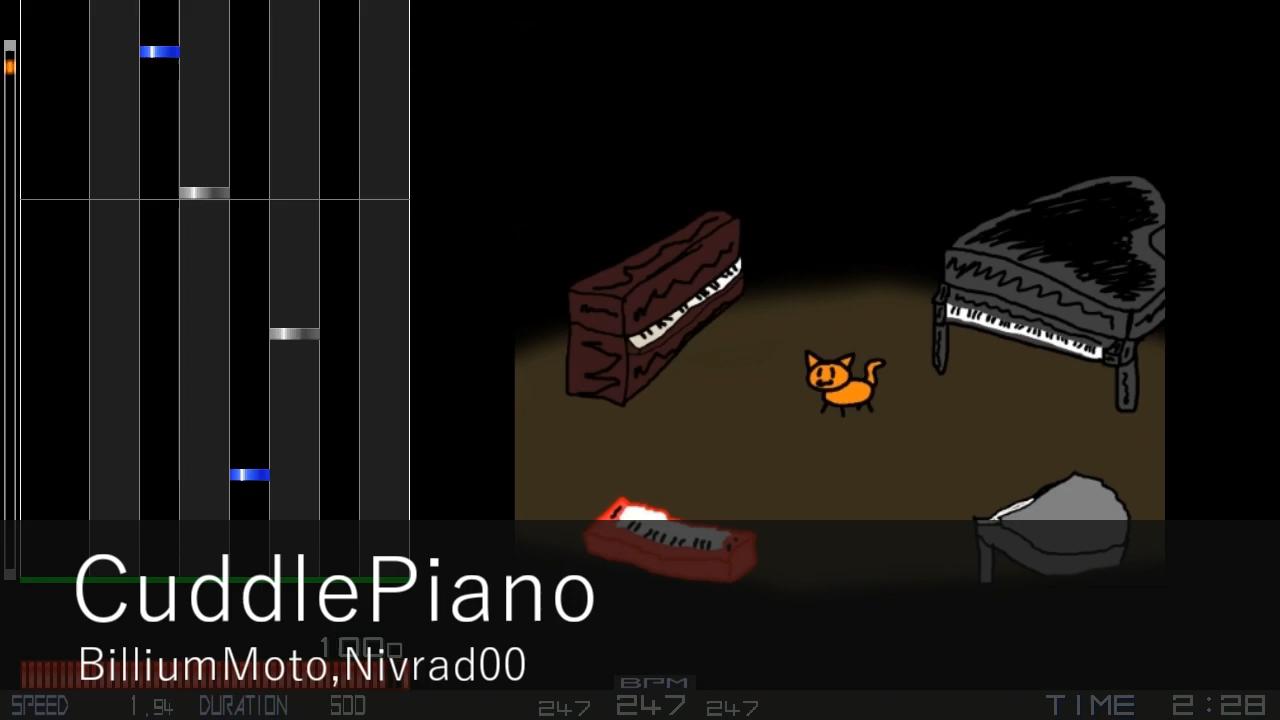 CuddlePiano
BilliumMoto,Nivrad00
BPM
SPEED 1.94 DURATION 500 247 247 247 TIME 2:28